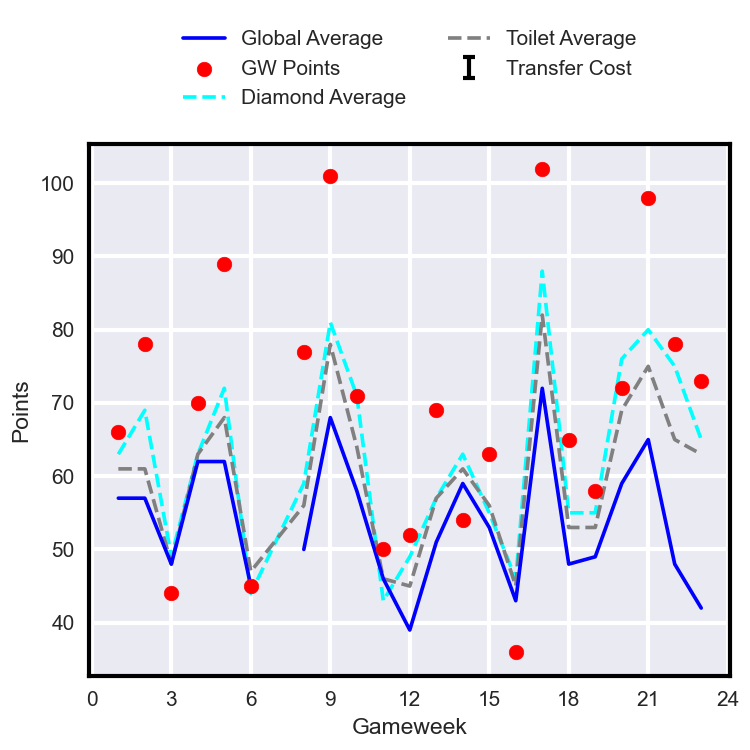 Global Average
GW Points
Diamond Average
Toilet Average
Transfer Cost
100
90
80
70
60
50
40
Points
0 3 6 9 12 15 18 21 24
Gameweek